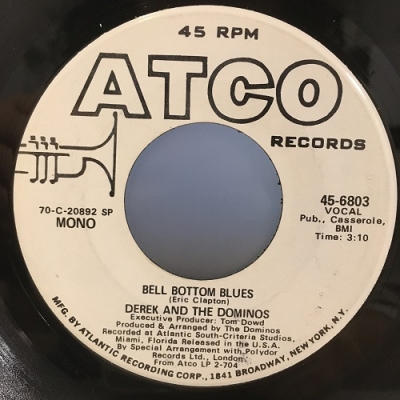 45 RPM
ATCO
RECORDS
70-C-20892 SP
MONO
45-6803
VOCAL
Pub., Casserole,
BMI
Time: 3:10
BELL BOTTOM BLUES
(Eric Clapton)
DEREK AND THE DOMINOS
Executive Producer: Tom Dowd
Produced & Arranged by The Dominos
Recorded at Atlantic South-Criteria Studios,
Miami, Florida Released in the U.S.A.
By Special Arrangement with Polydor
Records Ltd., London
From Atco LP 2-704
MFG. BY ATLANTIC RECORDING CORP., 1841 BROADWAY, NEW YORK, N.Y.